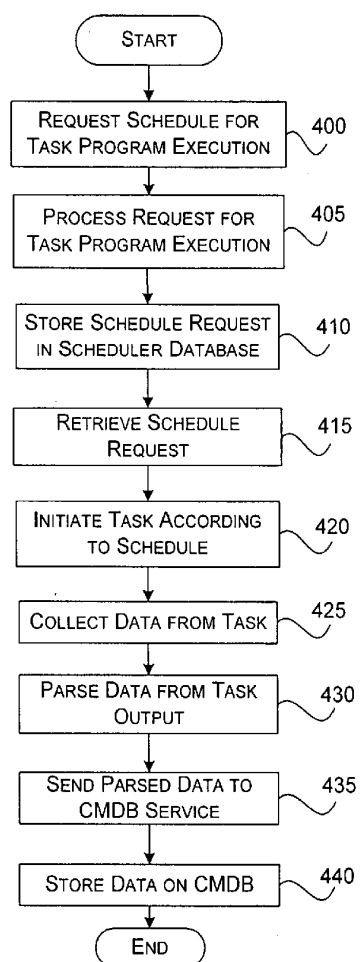 START
REQUEST SCHEDULE FOR
TASK PROGRAM EXECUTION
400
PROCESS REQUEST FOR
TASK PROGRAM EXECUTION
405
STORE SCHEDULE REQUEST
IN SCHEDULER DATABASE
410
RETRIEVE SCHEDULE
REQUEST
415
INITIATE TASK ACCORDING
TO SCHEDULE
420
COLLECT DATA FROM TASK
425
PARSE DATA FROM TASK
OUTPUT
430
SEND PARSED DATA TO
CMDB SERVICE
435
STORE DATA ON CMDB
440
END